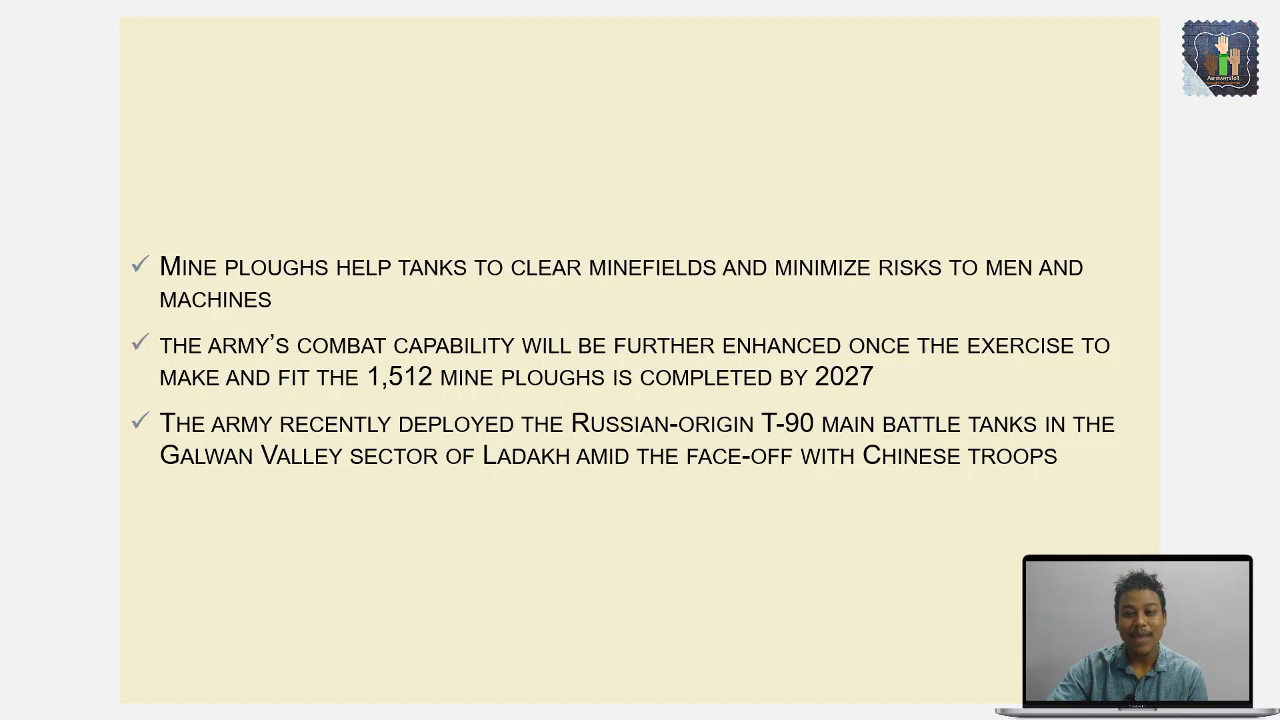 Mine ploughs help tanks to clear minefields and minimize risks to men and
machines
the army’s combat capability will be further enhanced once the exercise to
make and fit the 1,512 mine ploughs is completed by 2027
The army recently deployed the Russian-origin T-90 main battle tanks in the
Galwan Valley sector of Ladakh amid the face-off with Chinese troops